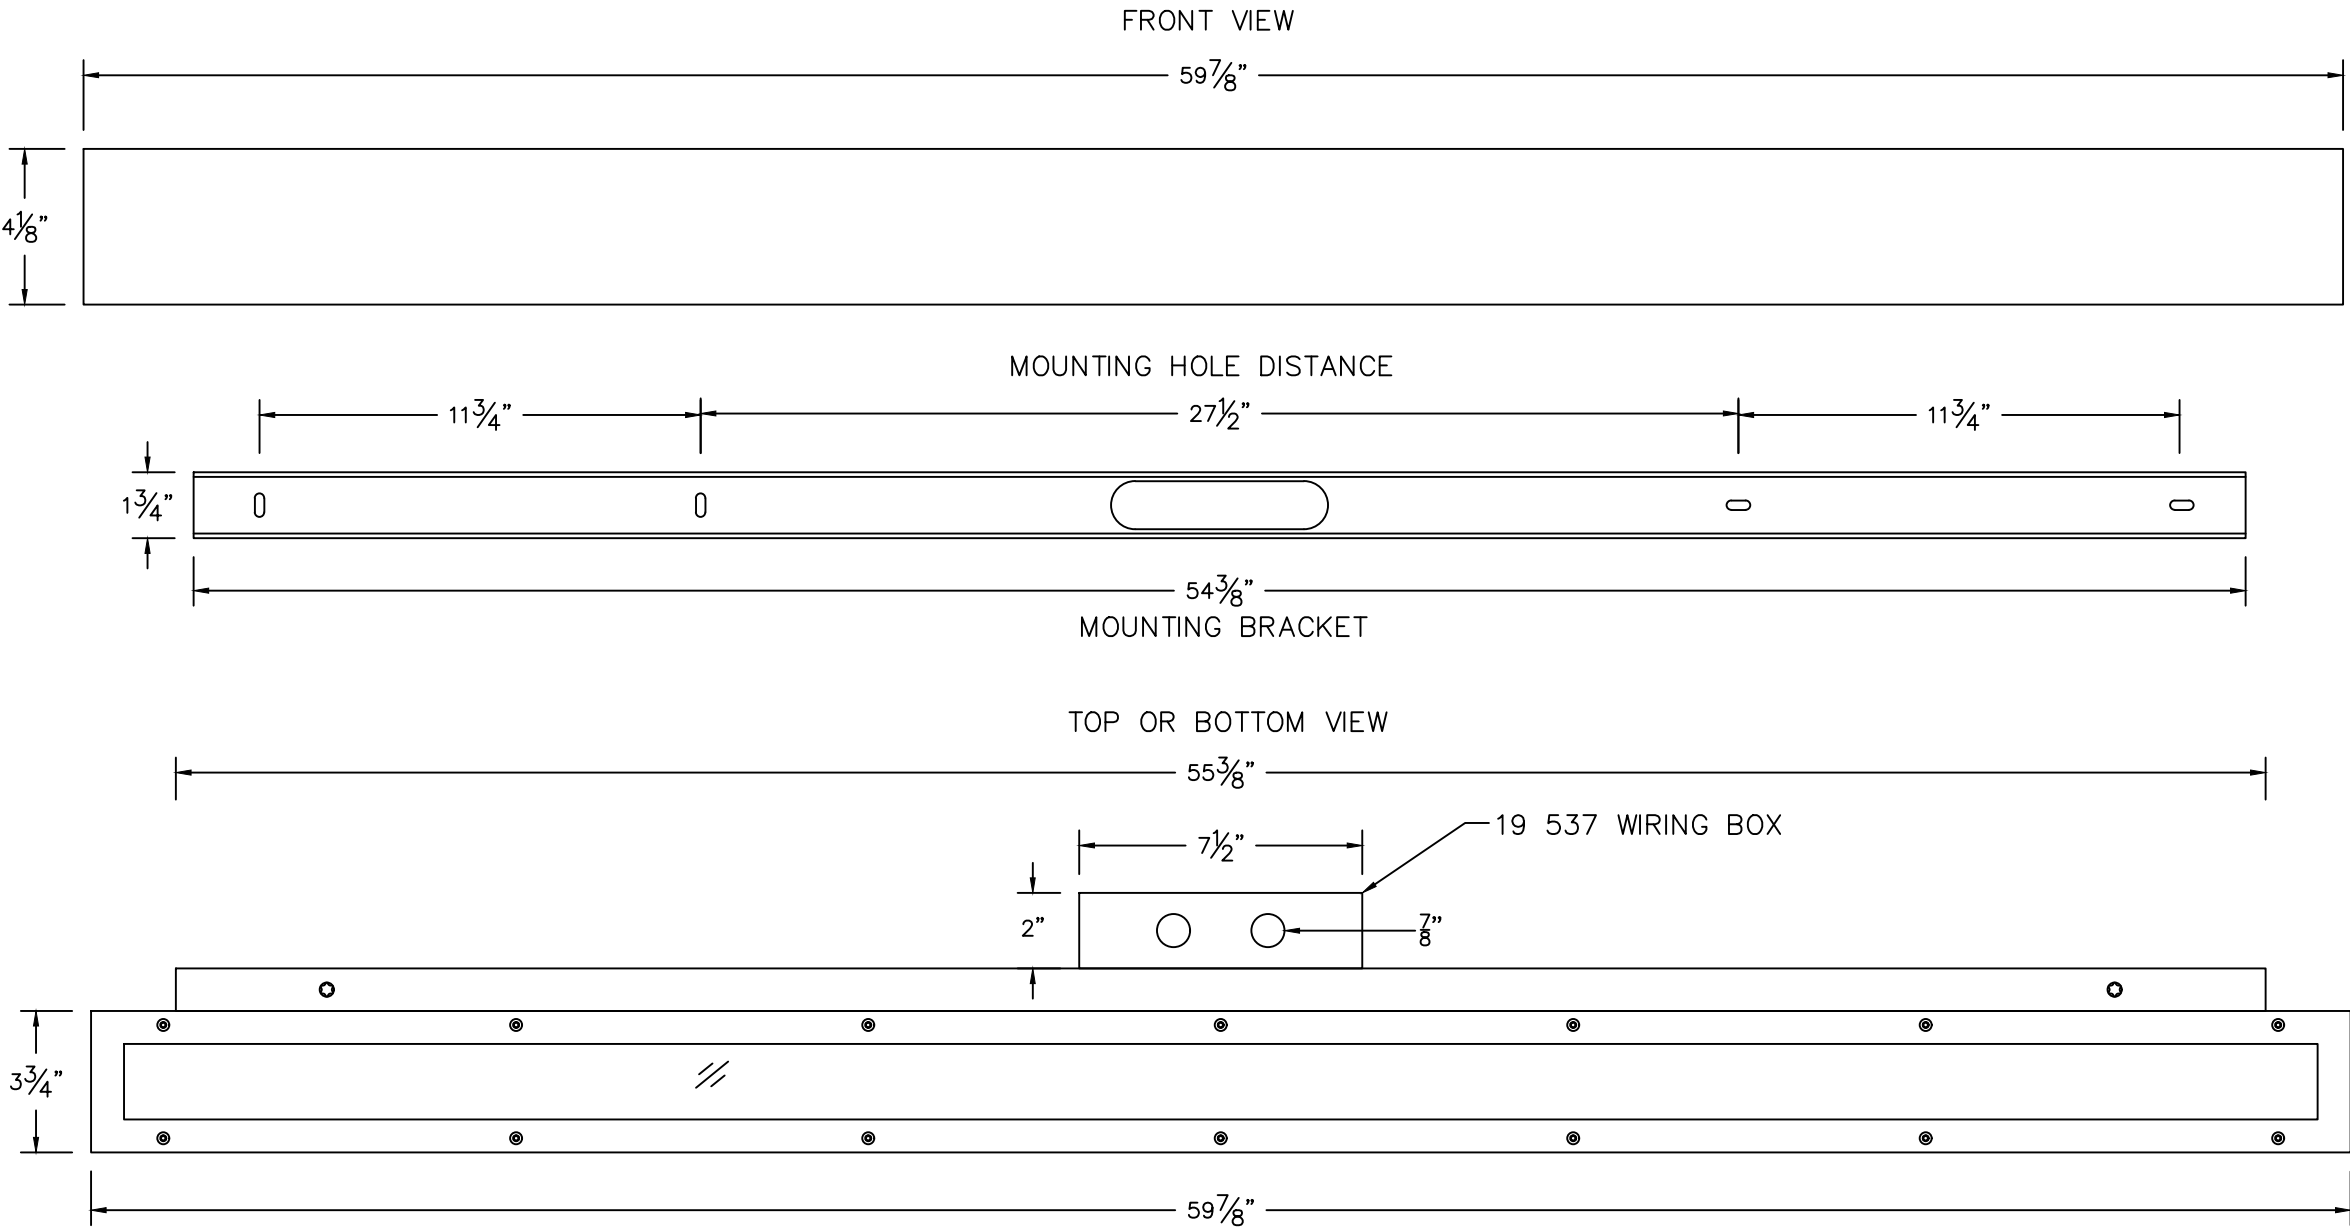 FRONT VIEW
59⅞”
4⅛”
MOUNTING HOLE DISTANCE
11¾” 27½” 11¾”
1¾”
54⅜”
MOUNTING BRACKET
TOP OR BOTTOM VIEW
55⅜”
19 537 WIRING BOX
7½”
2” ⅞”
3¾”
59⅞”